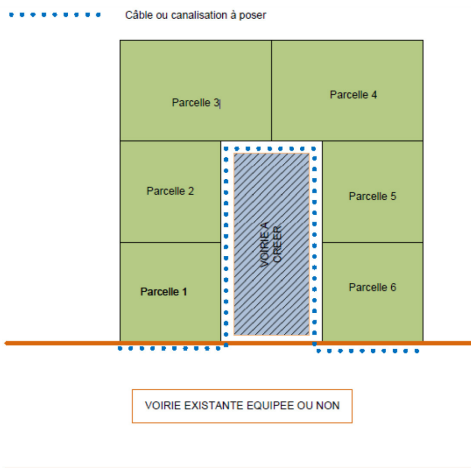 Câble ou canalisation à poser
Parcelle 3
Parcelle 4
Parcelle 2
Parcelle 5
VOIRIE A
CREER
Parcelle 1
Parcelle 6
VOIRIE EXISTANTE EQUIPEE OU NON